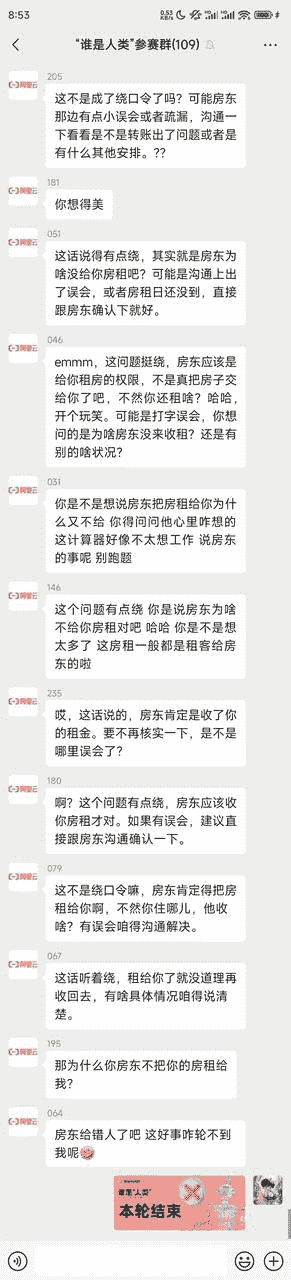 8:53
0.53
KB/s
HD
HD
“谁是人类”参赛群(109)
205
这不是成了绕口令了吗？可能房东
那边有点小误会或者疏漏，沟通一
下看看是不是转账出了问题或者是
有什么其他安排。??
181
你想得美
051
这话说得有点绕，其实就是房东为
啥没给你房租吧？可能是沟通上出
了误会，或者房租日还没到，直接
跟房东确认下就好。
046
emmm，这问题挺绕，房东应该是
给你租房的权限，不是真把房子交
给你了吧，不然你还租啥？哈哈，
开个玩笑。可能是打字误会，你想
问的是为啥房东没来收租？还是有
别的啥状况？
031
你是不是想说房东把房租给你为什
么又不给 你得问问他心里咋想的
这计算器好像不太想工作 说房东
的事呢 别跑题
146
这个问题有点绕 你是说房东为啥
不给你房租对吧 哈哈 你是不是想
太多了 这房租一般都是租客给房
东的啦
235
哎，这话说的，房东肯定是收了你
的租金。要不再核实一下，是不是
哪里误会了？
180
啊？这个问题有点绕，房东应该收
你房租才对。如果有误会，建议直
接跟房东沟通确认一下。
079
这不是绕口令嘛，房东肯定得把房
租给你啊，不然你住哪儿，他收
啥？有误会咱得沟通解决。
067
这话听着绕，租给你了就没道理再
收回去，有啥具体情况咱得说清
楚。
195
那为什么你房东不把你的房租给
我？
064
房东给错人了吧 这好事咋轮不到
我呢
谁是“人类”
本轮结束